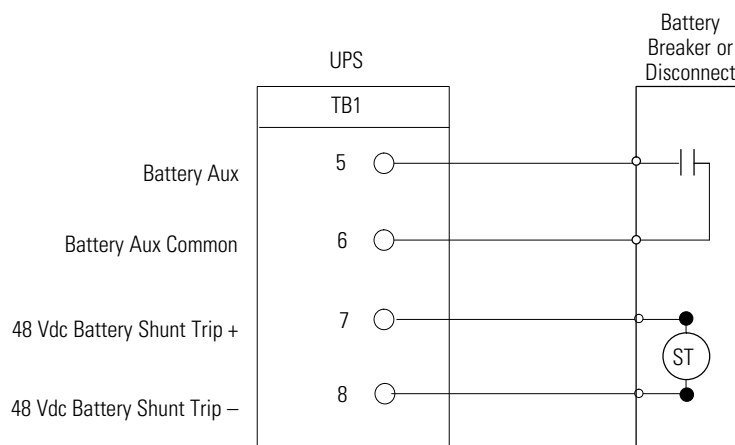 Battery
Breaker or
Disconnect
UPS
TB1
Battery Aux
5
Battery Aux Common
6
48 Vdc Battery Shunt Trip +
7
ST
48 Vdc Battery Shunt Trip –
8